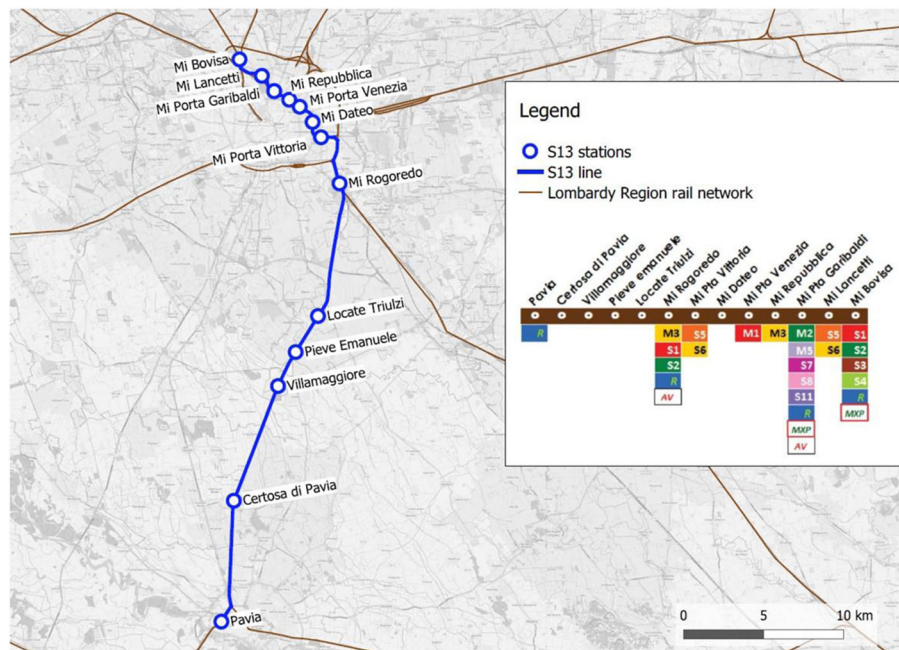 Mi Bovisa
Mi Lancetti
Mi Repubblica
Mi Porta Garibaldi
Mi Porta Venezia
Mi Dateo
Mi Porta Vittoria
Mi Rogoredo
Locate Triulzi
Pieve Emanuele
Villamaggiore
Certosa di Pavia
Pavia
Legend
S13 stations
S13 line
Lombardy Region rail network
Pavia
Certosa di Pavia
Villamaggiore
Pieve emanuele
Locate Triulzi
MI Rogoredo
MI Pta Vittoria
MI Dateo
MI Pta Venezia
MI Repubblica
MI Pta Garibaldi
MI Lancetti
MI Bovisa
R M3 S5 M1 M3 M2 S5 S1
S1 S6 M5 S6 S2
S2 S7 S3
R S8 S4
AV S11 R
R MXP
MXP
AV
0 5 10 km